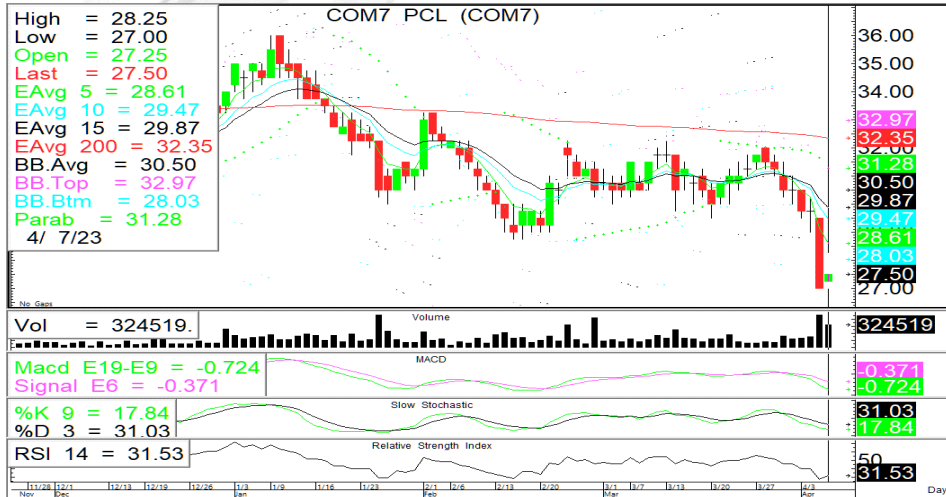 COM7 PCL (COM7)
High = 28.25
Low = 27.00
Open = 27.25
Last = 27.50
EAvg 5 = 28.61
EAvg 10 = 29.47
EAvg 15 = 29.87
EAvg 200 = 32.35
BB.Avg = 30.50
BB.Top = 32.97
BB.Btm = 28.03
Parab = 31.28
4/ 7/23
36.00
35.00
34.00
32.97
32.35
32.00
31.28
30.50
29.87
29.47
28.61
28.03
27.50
27.00
No Gaps
Volume
Vol = 324519.
324519
MACD
Macd E19-E9 = -0.724
Signal E6 = -0.371
-0.371
-0.724
Slow Stochastic
%K 9 = 17.84
%D 3 = 31.03
31.03
17.84
Relative Strength Index
RSI 14 = 31.53
50
31.53
11/28 12/1 12/13 12/19 12/26 1/3 1/9 1/16 1/23 2/1 2/6 2/13 2/20 3/1 3/7 3/13 3/20 3/27 4/3
Nov Dec Jan Feb Mar Apr Day